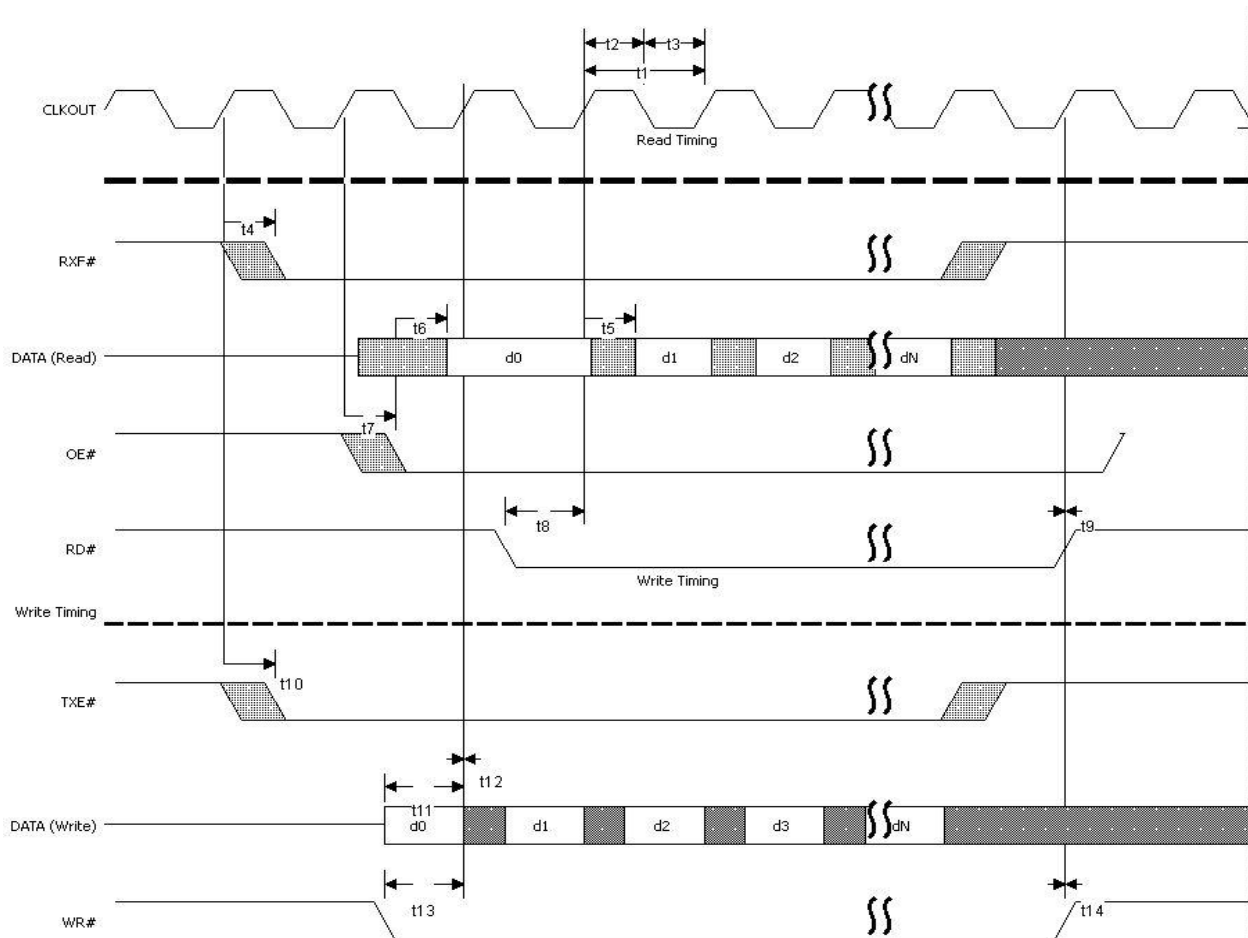 t2 t3
t1
CLKOUT
Read Timing
t4
RXF#
t6 t5
DATA (Read) d0 d1 d2 dN
t7
OE#
t8 t9
RD#
Write Timing
Write Timing
t10
TXE#
t12
t11
DATA (Write) d0 d1 d2 d3 dN
t13 t14
WR#